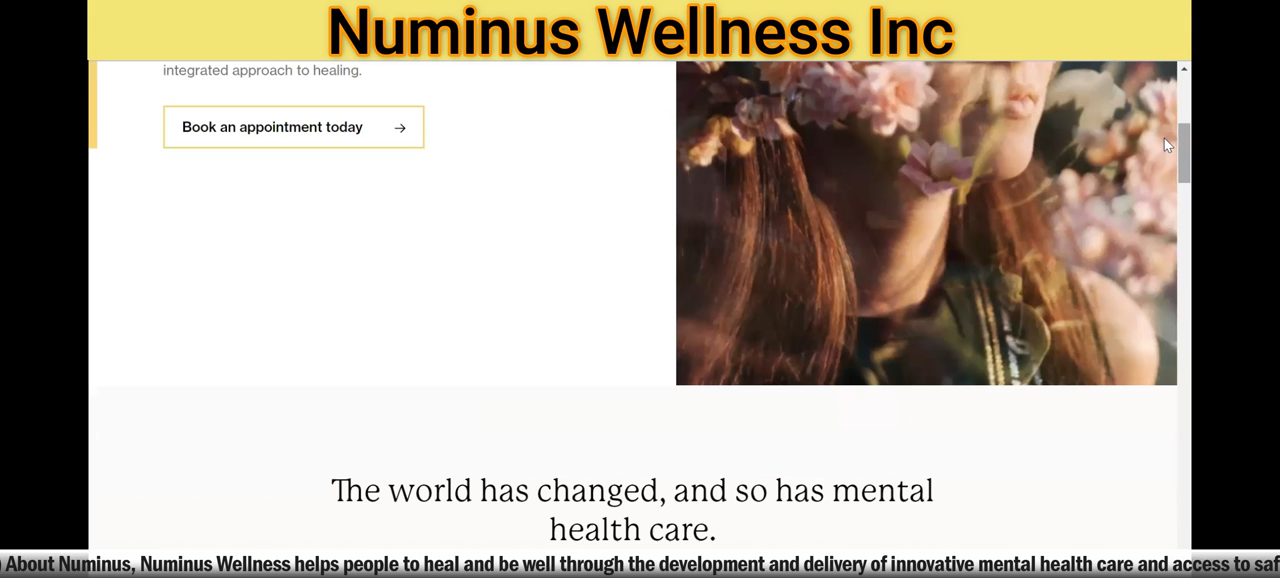 Numinus Wellness Inc
integrated approach to healing.
Book an appointment today
The world has changed, and so has mental
health care.
About Numinus, Numinus Wellness helps people to heal and be well through the development and delivery of innovative mental health care and access to